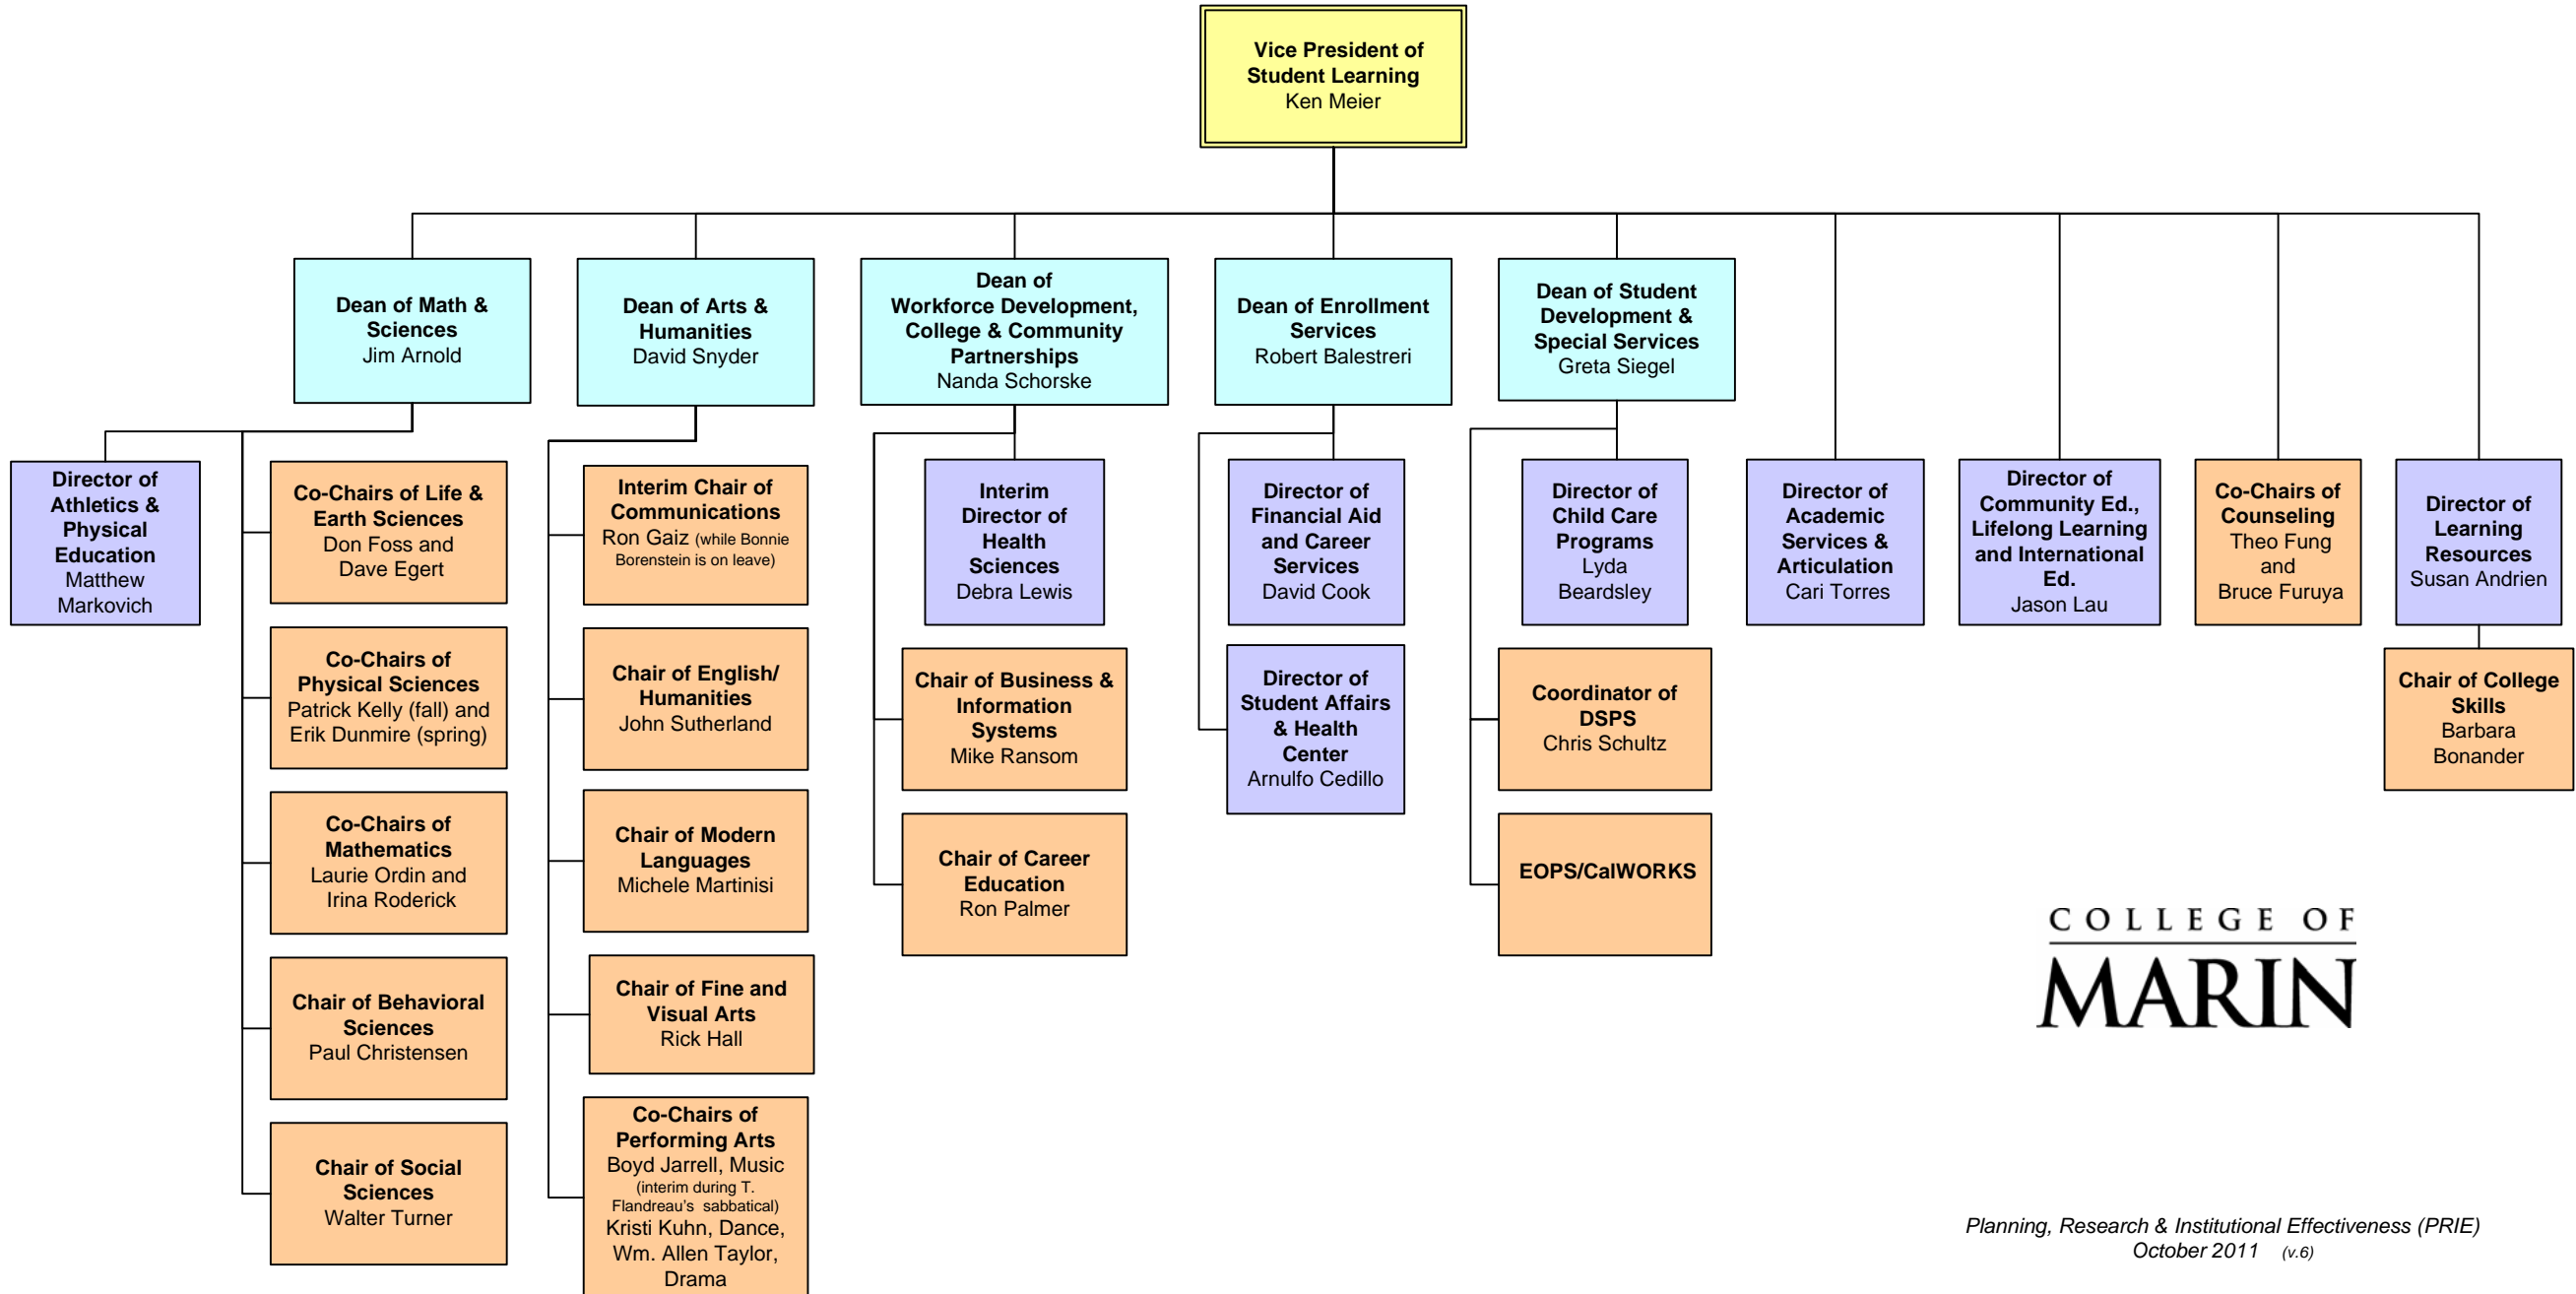 Vice President of
Student Learning
Ken Meier
Dean of Math &
Sciences
Jim Arnold
Dean of Arts &
Humanities
David Snyder
Dean of
Workforce Development,
College & Community
Partnerships
Nanda Schorske
Dean of Enrollment
Services
Robert Balestreri
Dean of Student
Development &
Special Services
Greta Siegel
Director of
Athletics &
Physical
Education
Matthew
Markovich
Co-Chairs of Life &
Earth Sciences
Don Foss and
Dave Egert
Co-Chairs of
Physical Sciences
Patrick Kelly (fall) and
Erik Dunmire (spring)
Co-Chairs of
Mathematics
Laurie Ordin and
Irina Roderick
Chair of Behavioral
Sciences
Paul Christensen
Chair of Social
Sciences
Walter Turner
Interim Chair of
Communications
Ron Gaiz (while Bonnie
Borenstein is on leave)
Chair of English/
Humanities
John Sutherland
Chair of Modern
Languages
Michele Martinisi
Chair of Fine and
Visual Arts
Rick Hall
Co-Chairs of
Performing Arts
Boyd Jarrell, Music
(interim during T.
Flandreau's sabbatical)
Kristi Kuhn, Dance,
Wm. Allen Taylor,
Drama
Interim
Director of
Health
Sciences
Debra Lewis
Chair of Business &
Information
Systems
Mike Ransom
Chair of Career
Education
Ron Palmer
Director of
Financial Aid
and Career
Services
David Cook
Director of
Student Affairs
& Health
Center
Arnulfo Cedillo
Director of
Child Care
Programs
Lyda
Beardsley
Coordinator of
DSPS
Chris Schultz
EOPS/CalWORKS
Director of
Academic
Services &
Articulation
Cari Torres
Director of
Community Ed.,
Lifelong Learning
and International
Ed.
Jason Lau
Co-Chairs of
Counseling
Theo Fung
and
Bruce Furuya
Director of
Learning
Resources
Susan Andrien
Chair of College
Skills
Barbara
Bonander
COLLEGE OF
MARIN
Planning, Research & Institutional Effectiveness (PRIE)
October 2011 (v.6)